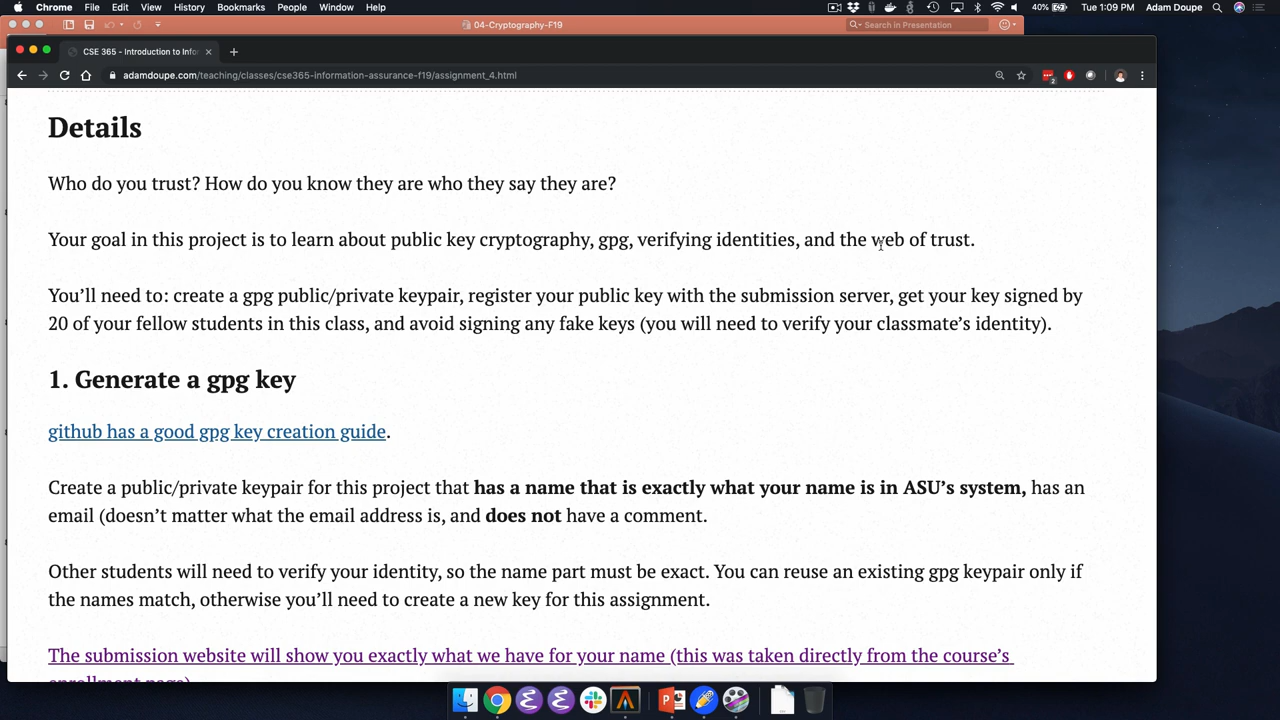 Chrome File Edit View History Bookmarks People Window Help 40% Tue 1:09 PM Adam Doupe
04-Cryptography-F19 Search in Presentation
CSE 365 - Introduction to Infor
adamdoupe.com/teaching/classes/cse365-information-assurance-f19/assignment_4.html
Details
Who do you trust? How do you know they are who they say they are?
Your goal in this project is to learn about public key cryptography, gpg, verifying identities, and the web of trust.
You’ll need to: create a gpg public/private keypair, register your public key with the submission server, get your key signed by
20 of your fellow students in this class, and avoid signing any fake keys (you will need to verify your classmate’s identity).
1. Generate a gpg key
github has a good gpg key creation guide.
Create a public/private keypair for this project that has a name that is exactly what your name is in ASU’s system, has an
email (doesn’t matter what the email address is, and does not have a comment.
Other students will need to verify your identity, so the name part must be exact. You can reuse an existing gpg keypair only if
the names match, otherwise you’ll need to create a new key for this assignment.
The submission website will show you exactly what we have for your name (this was taken directly from the course’s
enrollment page)